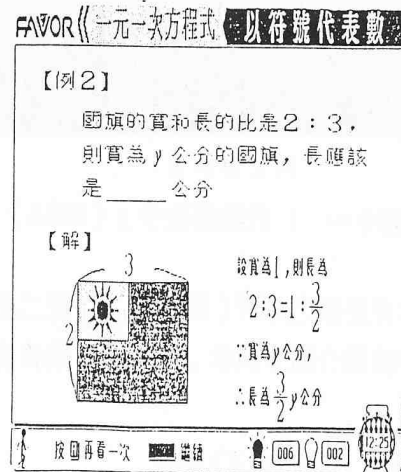 FAVOR《 一元一次方程式 以符號代表數
【例2】
國旗的寬和長的比是2：3，
則寬為 y 公分的國旗，長應該
是_____公分
【解】
3
2
設寬為1，則長為
2:3=1:3/2
∵寬為y公分，
∴長為3/2 y公分
按 回 再看一次 繼續
006
002
12:25